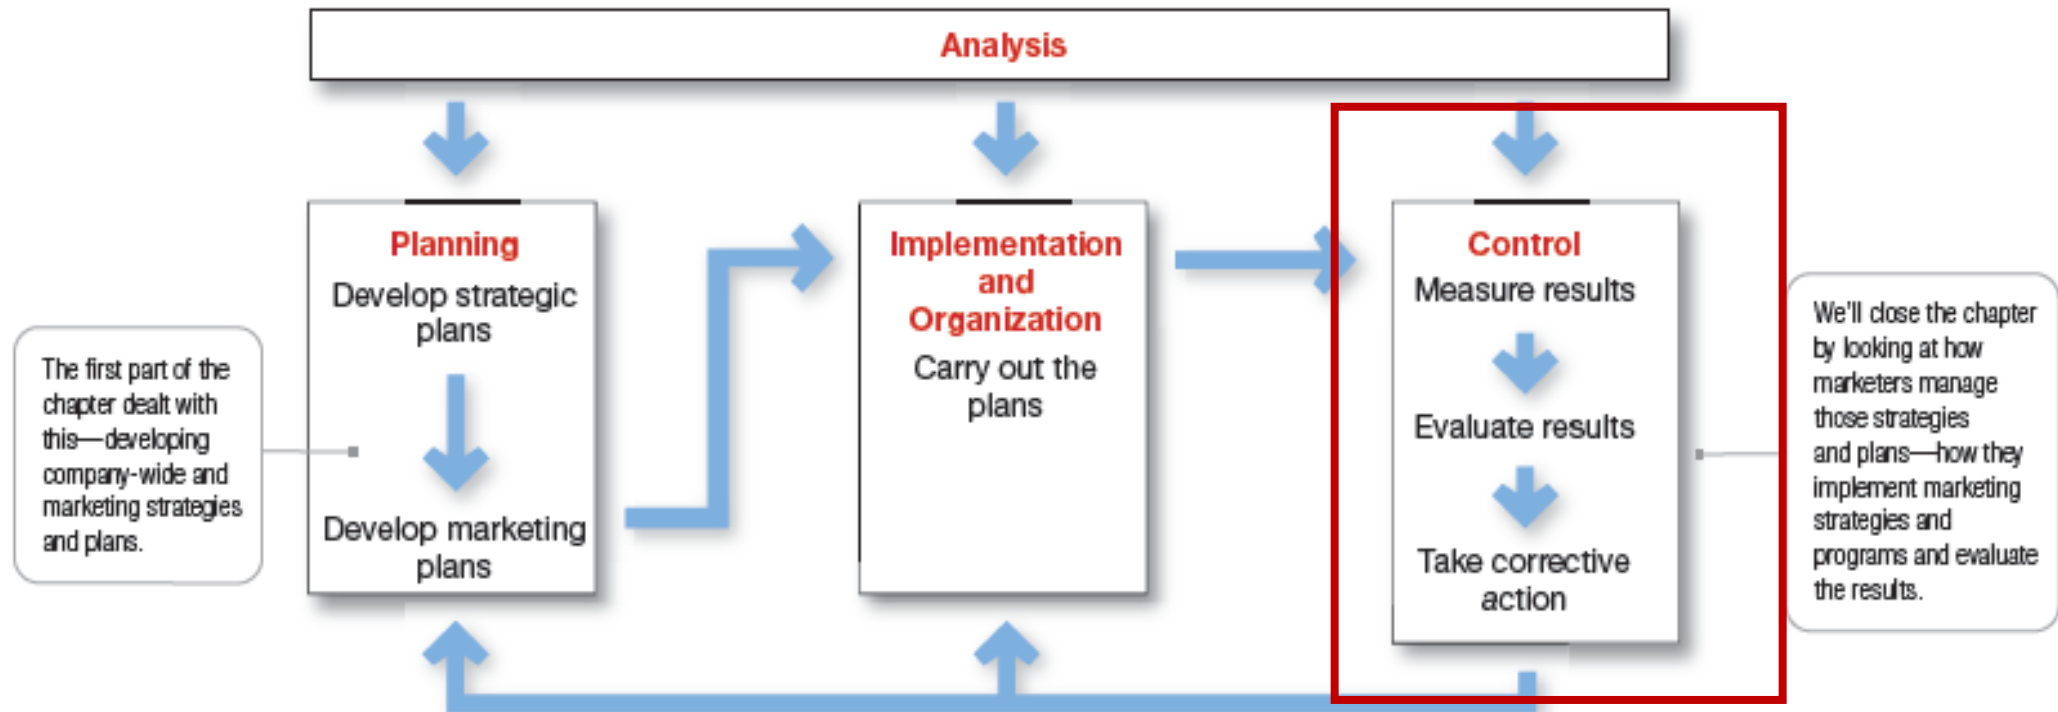 Analysis
Planning
Develop strategic
plans
Develop marketing
plans
Implementation
and
Organization
Carry out the
plans
Control
Measure results
Evaluate results
Take corrective
action
The first part of the
chapter dealt with
this—developing
company-wide and
marketing strategies
and plans.
We'll close the chapter
by looking at how
marketers manage
those strategies
and plans—how they
implement marketing
strategies and
programs and evaluate
the results.